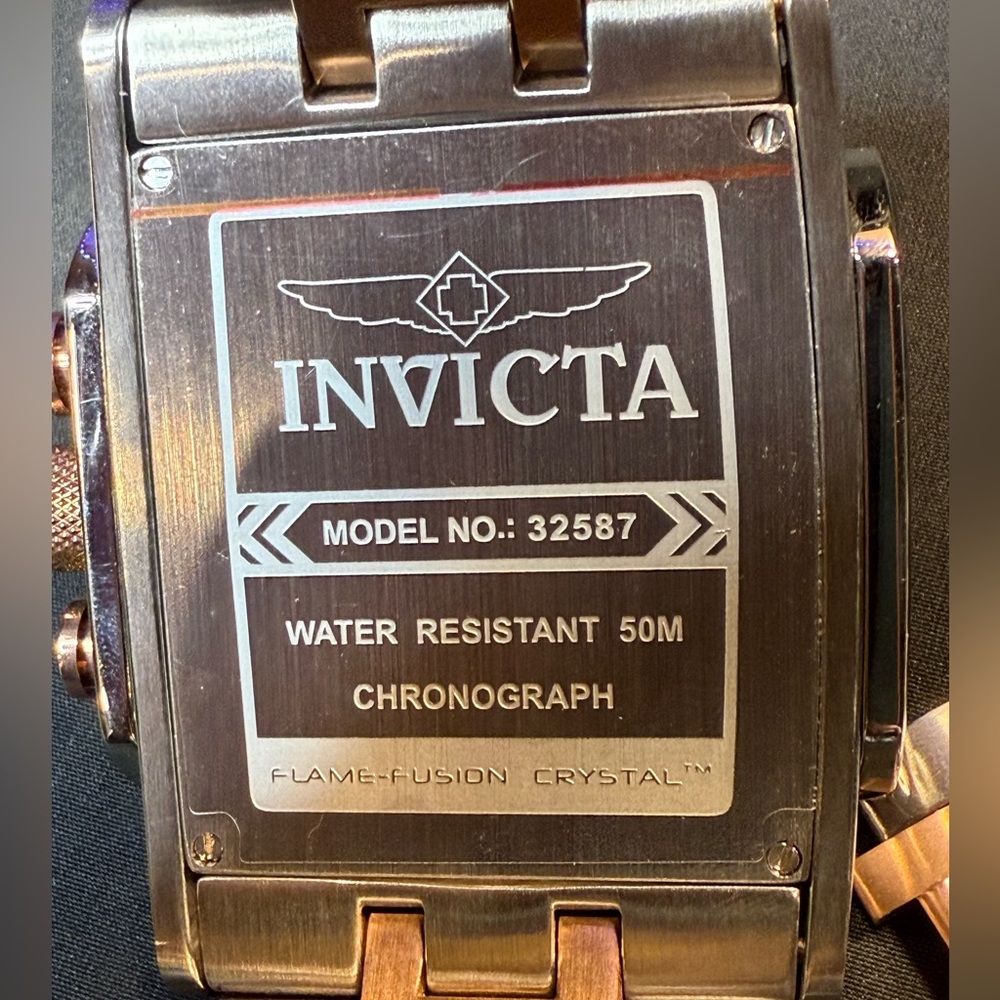 INVICTA
MODEL NO.: 32587
WATER RESISTANT 50M
CHRONOGRAPH
FLAME-FUSION CRYSTAL™